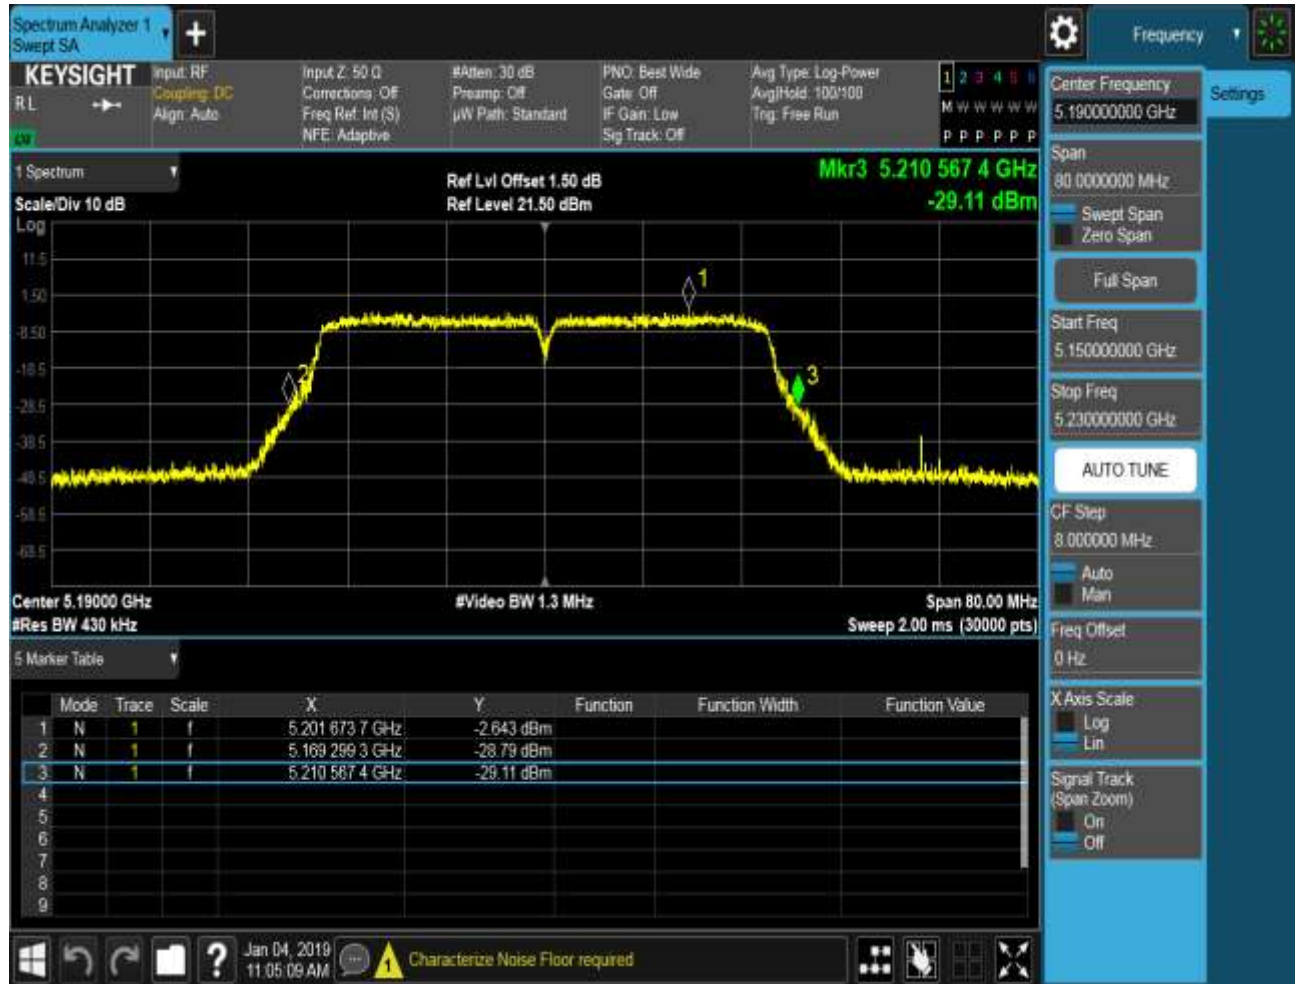 Spectrum Analyzer 1
Swept SA
Frequency
KEYSIGHT
R L
Input: RF
Coupling: DC
Align: Auto
Input Z: 50 Ω
Corrections: Off
Freq Ref: Int (S)
NFE: Adaptive
#Atten: 30 dB
Preamp: Off
µW Path: Standard
PNO: Best Wide
Gate: Off
IF Gain: Low
Sig Track: Off
Avg Type: Log-Power
Avg|Hold: 100/100
Trig: Free Run
1 2 3 4 5 6
M W W W W W
P P P P P P
1 Spectrum
Scale/Div 10 dB
Ref Lvl Offset 1.50 dB
Ref Level 21.50 dBm
Mkr3 5.210 567 4 GHz
-29.11 dBm
Log
11.5
1.50
-8.50
-18.5
-28.5
-38.5
-48.5
-58.5
-68.5
1
2
3
Center 5.19000 GHz
#Video BW 1.3 MHz
Span 80.00 MHz
#Res BW 430 kHz
Sweep 2.00 ms (30000 pts)
5 Marker Table
Mode Trace Scale X Y Function Function Width Function Value
1 N 1 f 5.201 673 7 GHz -2.643 dBm
2 N 1 f 5.169 299 3 GHz -28.79 dBm
3 N 1 f 5.210 567 4 GHz -29.11 dBm
4
5
6
7
8
9
Jan 04, 2019
11:05:09 AM
?
1
Characterize Noise Floor required
Settings
Center Frequency
5.190000000 GHz
Span
80.0000000 MHz
Swept Span
Zero Span
Full Span
Start Freq
5.150000000 GHz
Stop Freq
5.230000000 GHz
AUTO TUNE
CF Step
8.000000 MHz
Auto
Man
Freq Offset
0 Hz
X Axis Scale
Log
Lin
Signal Track
(Span Zoom)
On
Off